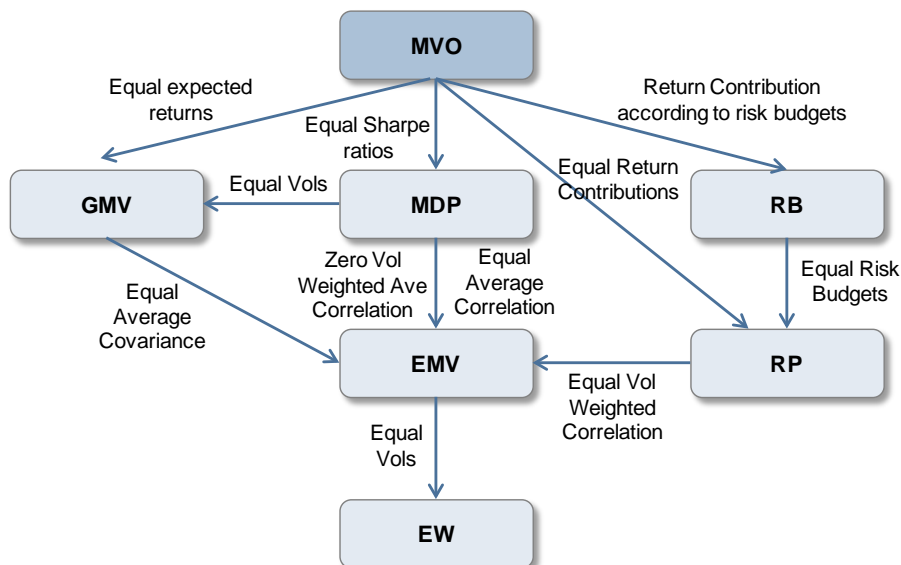 MVO
Equal expected
returns
Equal Sharpe
ratios
Return Contribution
according to risk budgets
Equal Return
Contributions
GMV
Equal Vols
MDP
RB
Equal
Average
Covariance
Zero Vol
Weighted Ave
Correlation
Equal
Average
Correlation
Equal Risk
Budgets
EMV
Equal Vol
Weighted
Correlation
RP
Equal
Vols
EW